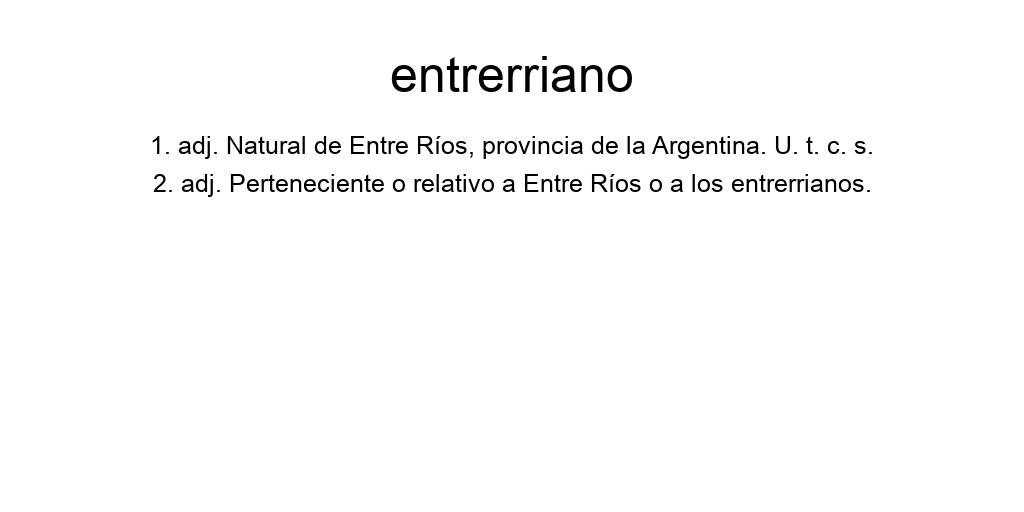 entrerriano
1. adj. Natural de Entre Ríos, provincia de la Argentina. U. t. c. s.
2. adj. Perteneciente o relativo a Entre Ríos o a los entrerrianos.